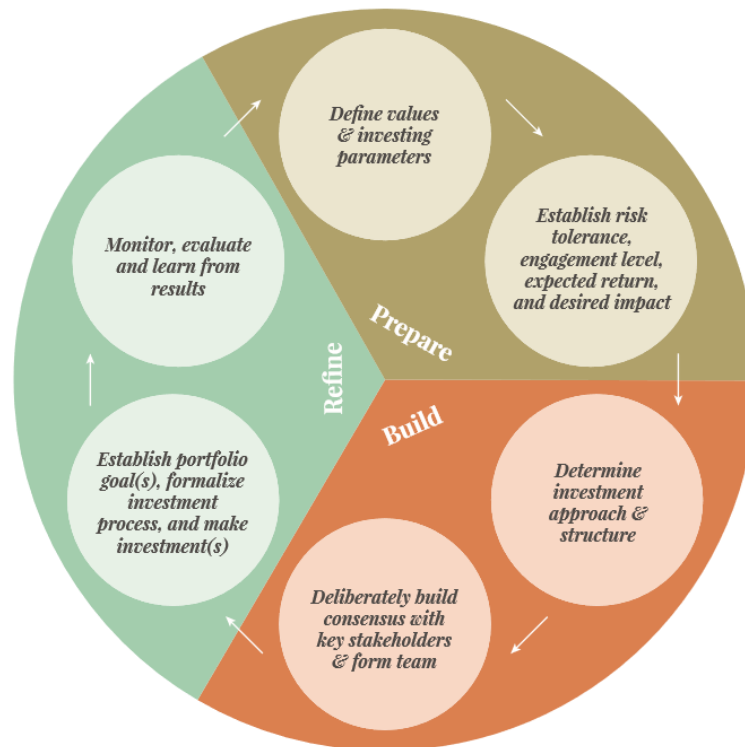 Define values
& investing
parameters
Establish risk
tolerance,
engagement level,
expected return,
and desired impact
Prepare
Determine
investment
approach &
structure
Build
Deliberately build
consensus with
key stakeholders
& form team
Establish portfolio
goal(s), formalize
investment
process, and make
investment(s)
Refine
Monitor, evaluate
and learn from
results